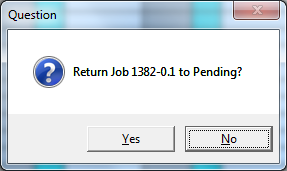 Question
Return Job 1382-0.1 to Pending?
Yes
No